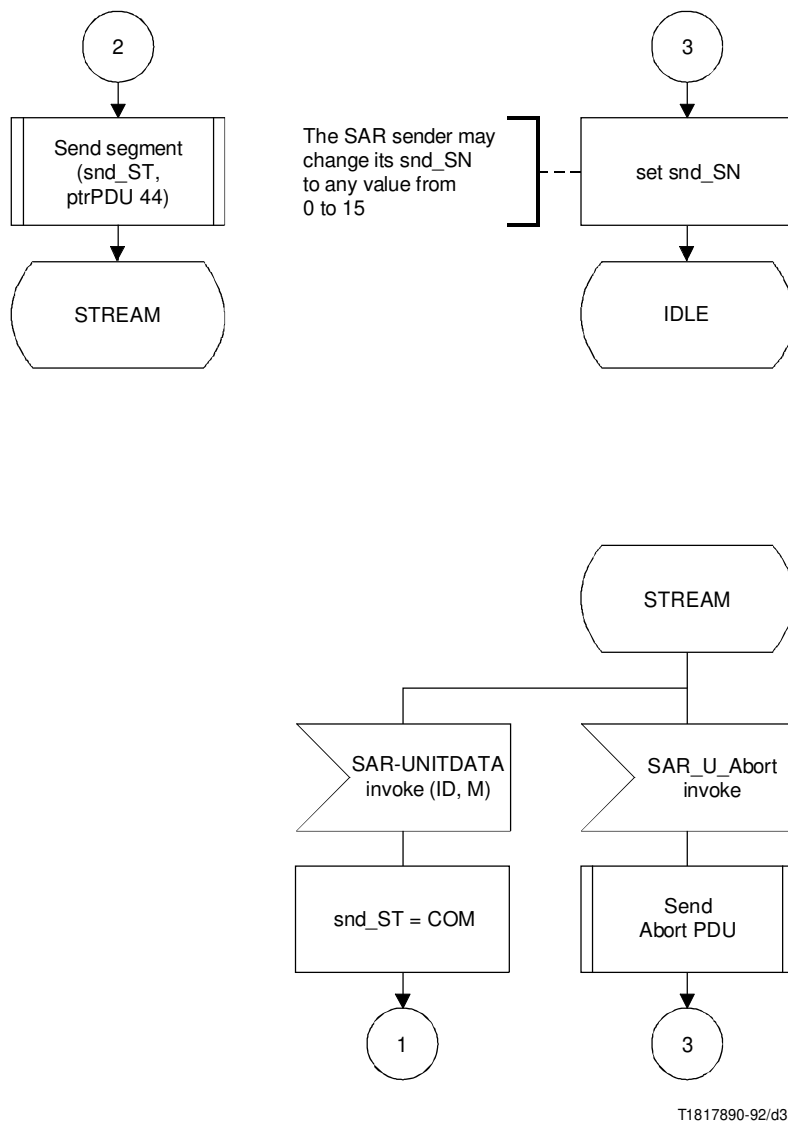 2
3
Send segment
(snd_ST,
ptrPDU 44)
The SAR sender may
change its snd_SN
to any value from
0 to 15
set snd_SN
STREAM
IDLE
STREAM
SAR-UNITDATA
invoke (ID, M)
SAR_U_Abort
invoke
snd_ST = COM
Send
Abort PDU
1
3
T1817890-92/d3